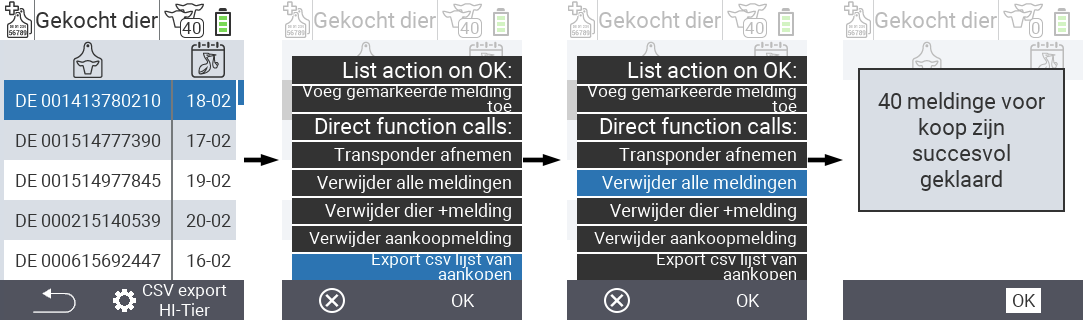 Gekocht dier 40
DE 001413780210 18-02
DE 001514777390 17-02
DE 001514977845 19-02
DE 000215140539 20-02
DE 000615692447 16-02
CSV export
HI-Tier
Gekocht dier 40
List action on OK:
Voeg gemarkeerde melding
toe
Direct function calls:
Transponder afnemen
Verwijder alle meldingen
Verwijder dier +melding
Verwijder aankoopmelding
Export csv lijst van
aankopen
OK
Gekocht dier 40
List action on OK:
Voeg gemarkeerde melding
toe
Direct function calls:
Transponder afnemen
Verwijder alle meldingen
Verwijder dier +melding
Verwijder aankoopmelding
Export csv lijst van
aankopen
OK
Gekocht dier 0
40 meldinge voor
koop zijn
succesvol
geklaard
OK